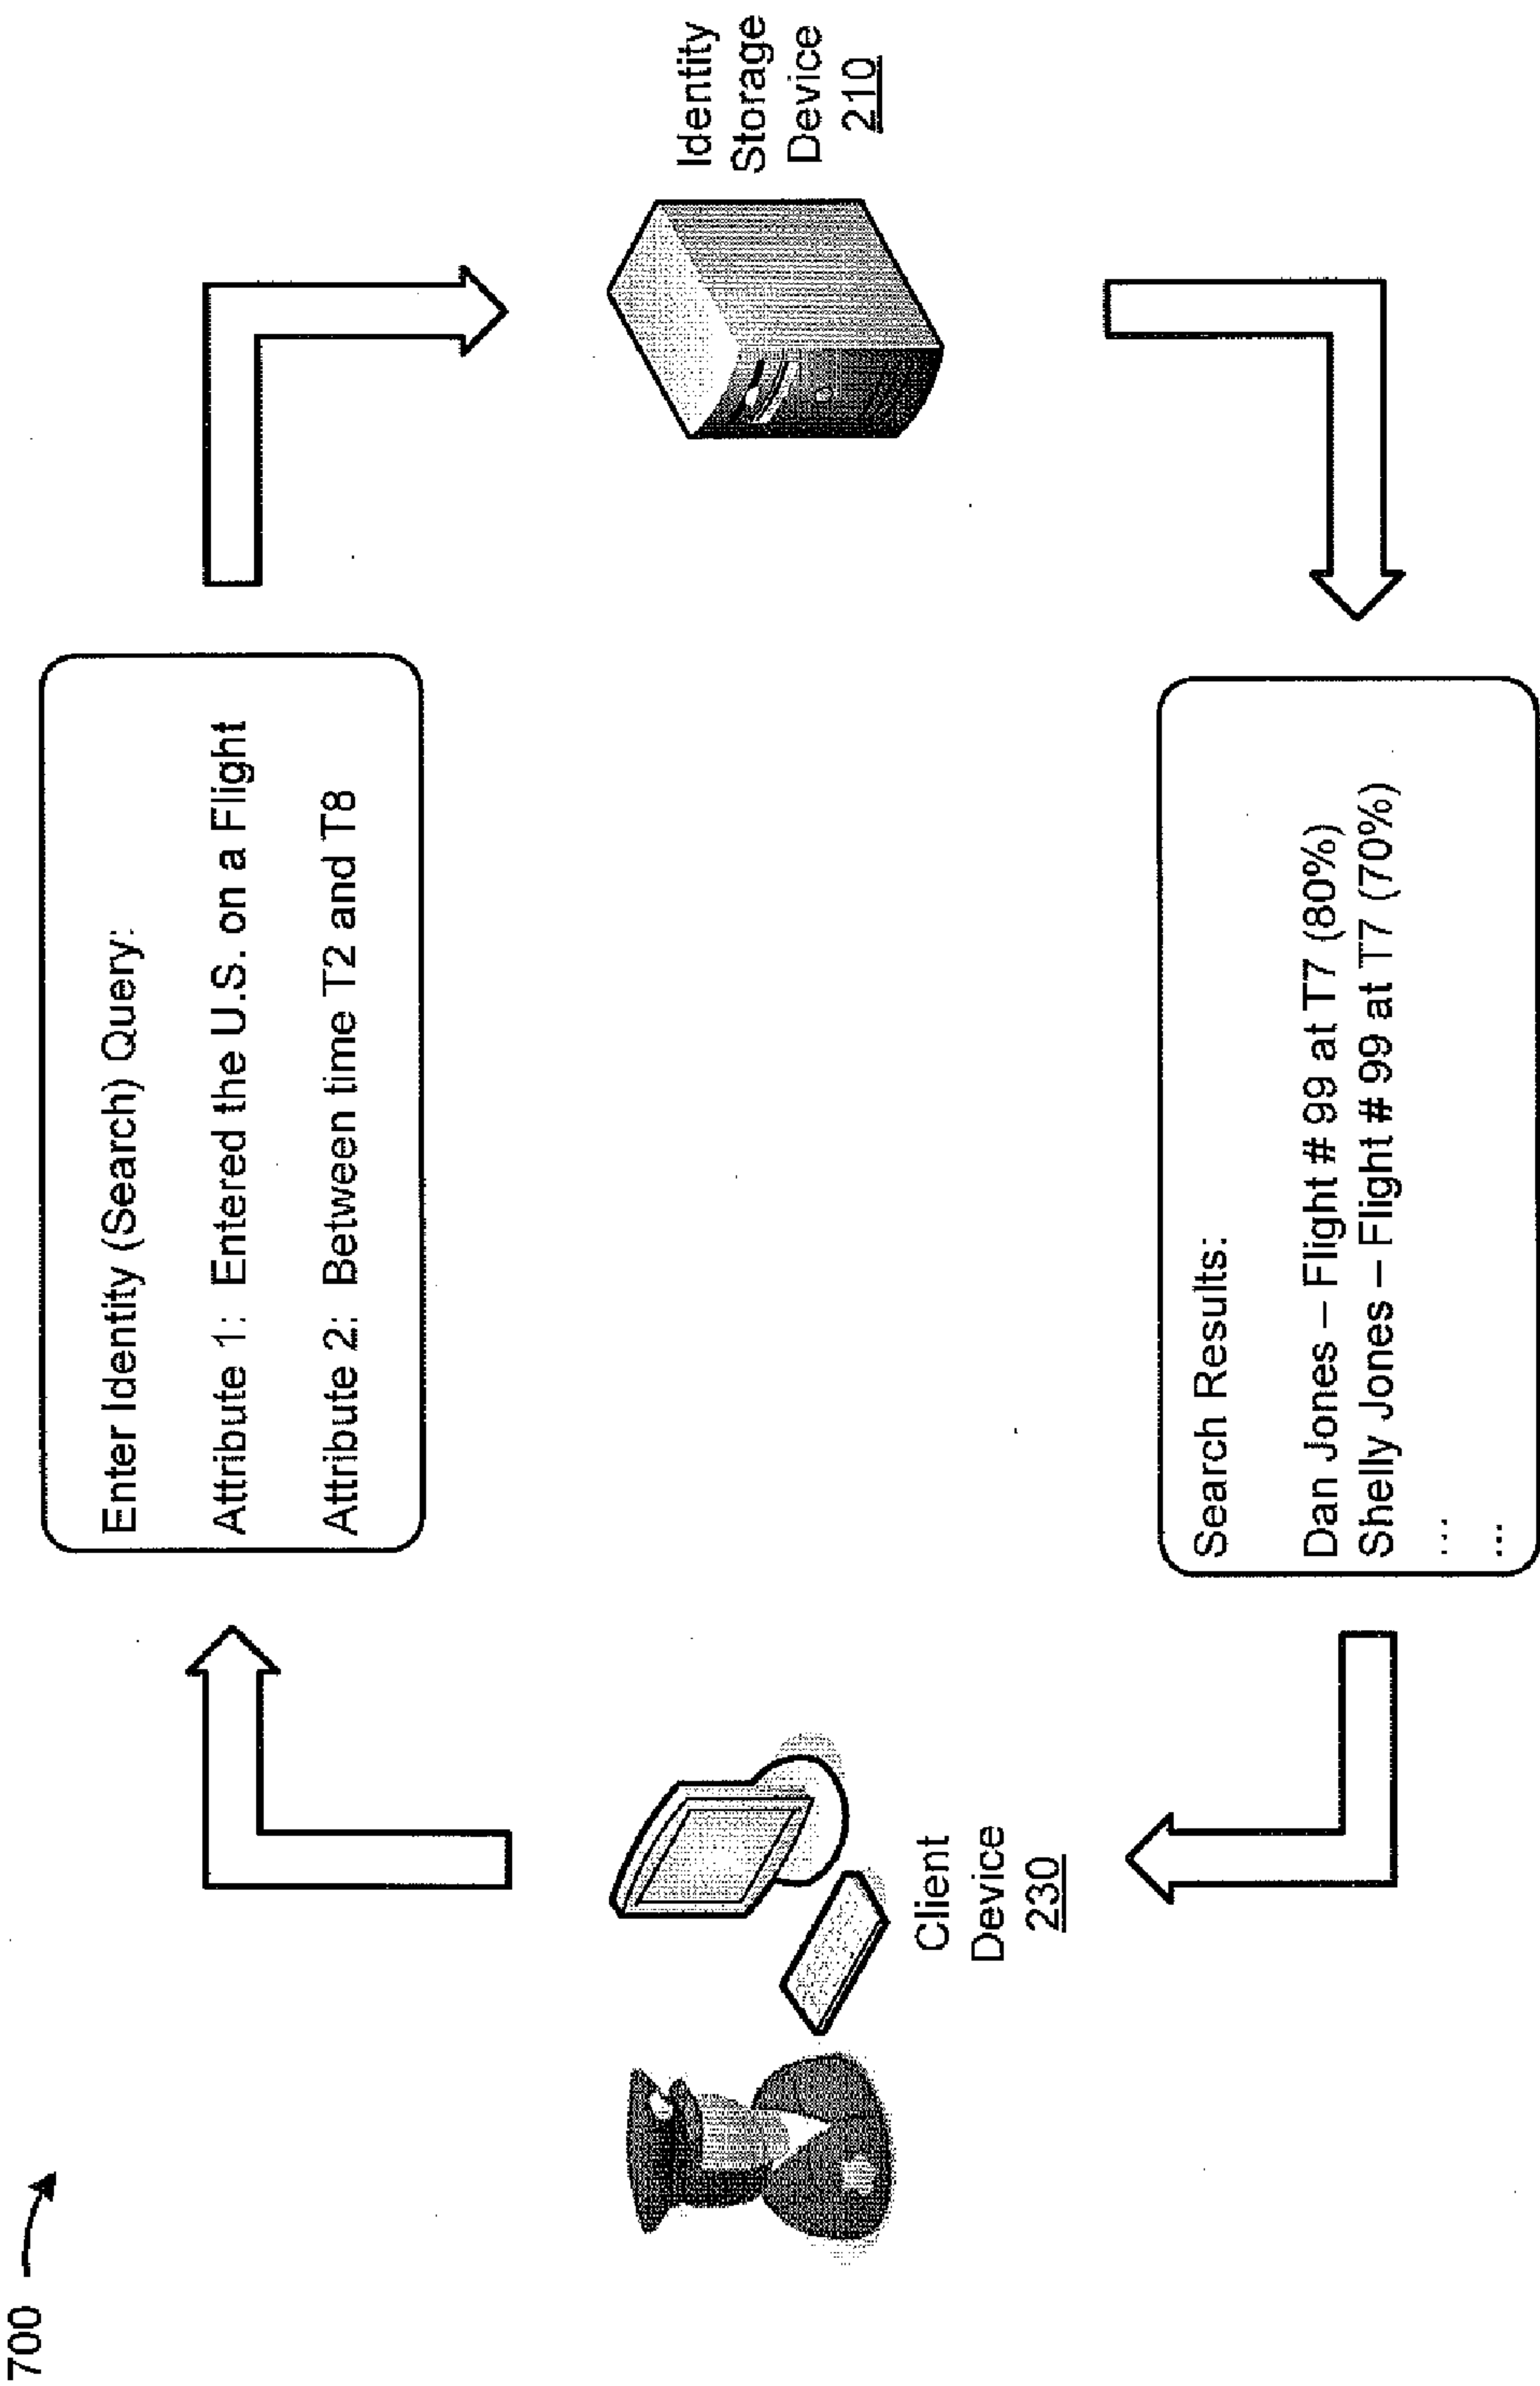 700
Enter Identity (Search) Query:
Attribute 1: Entered the U.S. on a Flight
Attribute 2: Between time T2 and T8
Identity
Storage
Device
210
Client
Device
230
Search Results:
Dan Jones – Flight # 99 at T7 (80%)
Shelly Jones – Flight # 99 at T7 (70%)
...
...